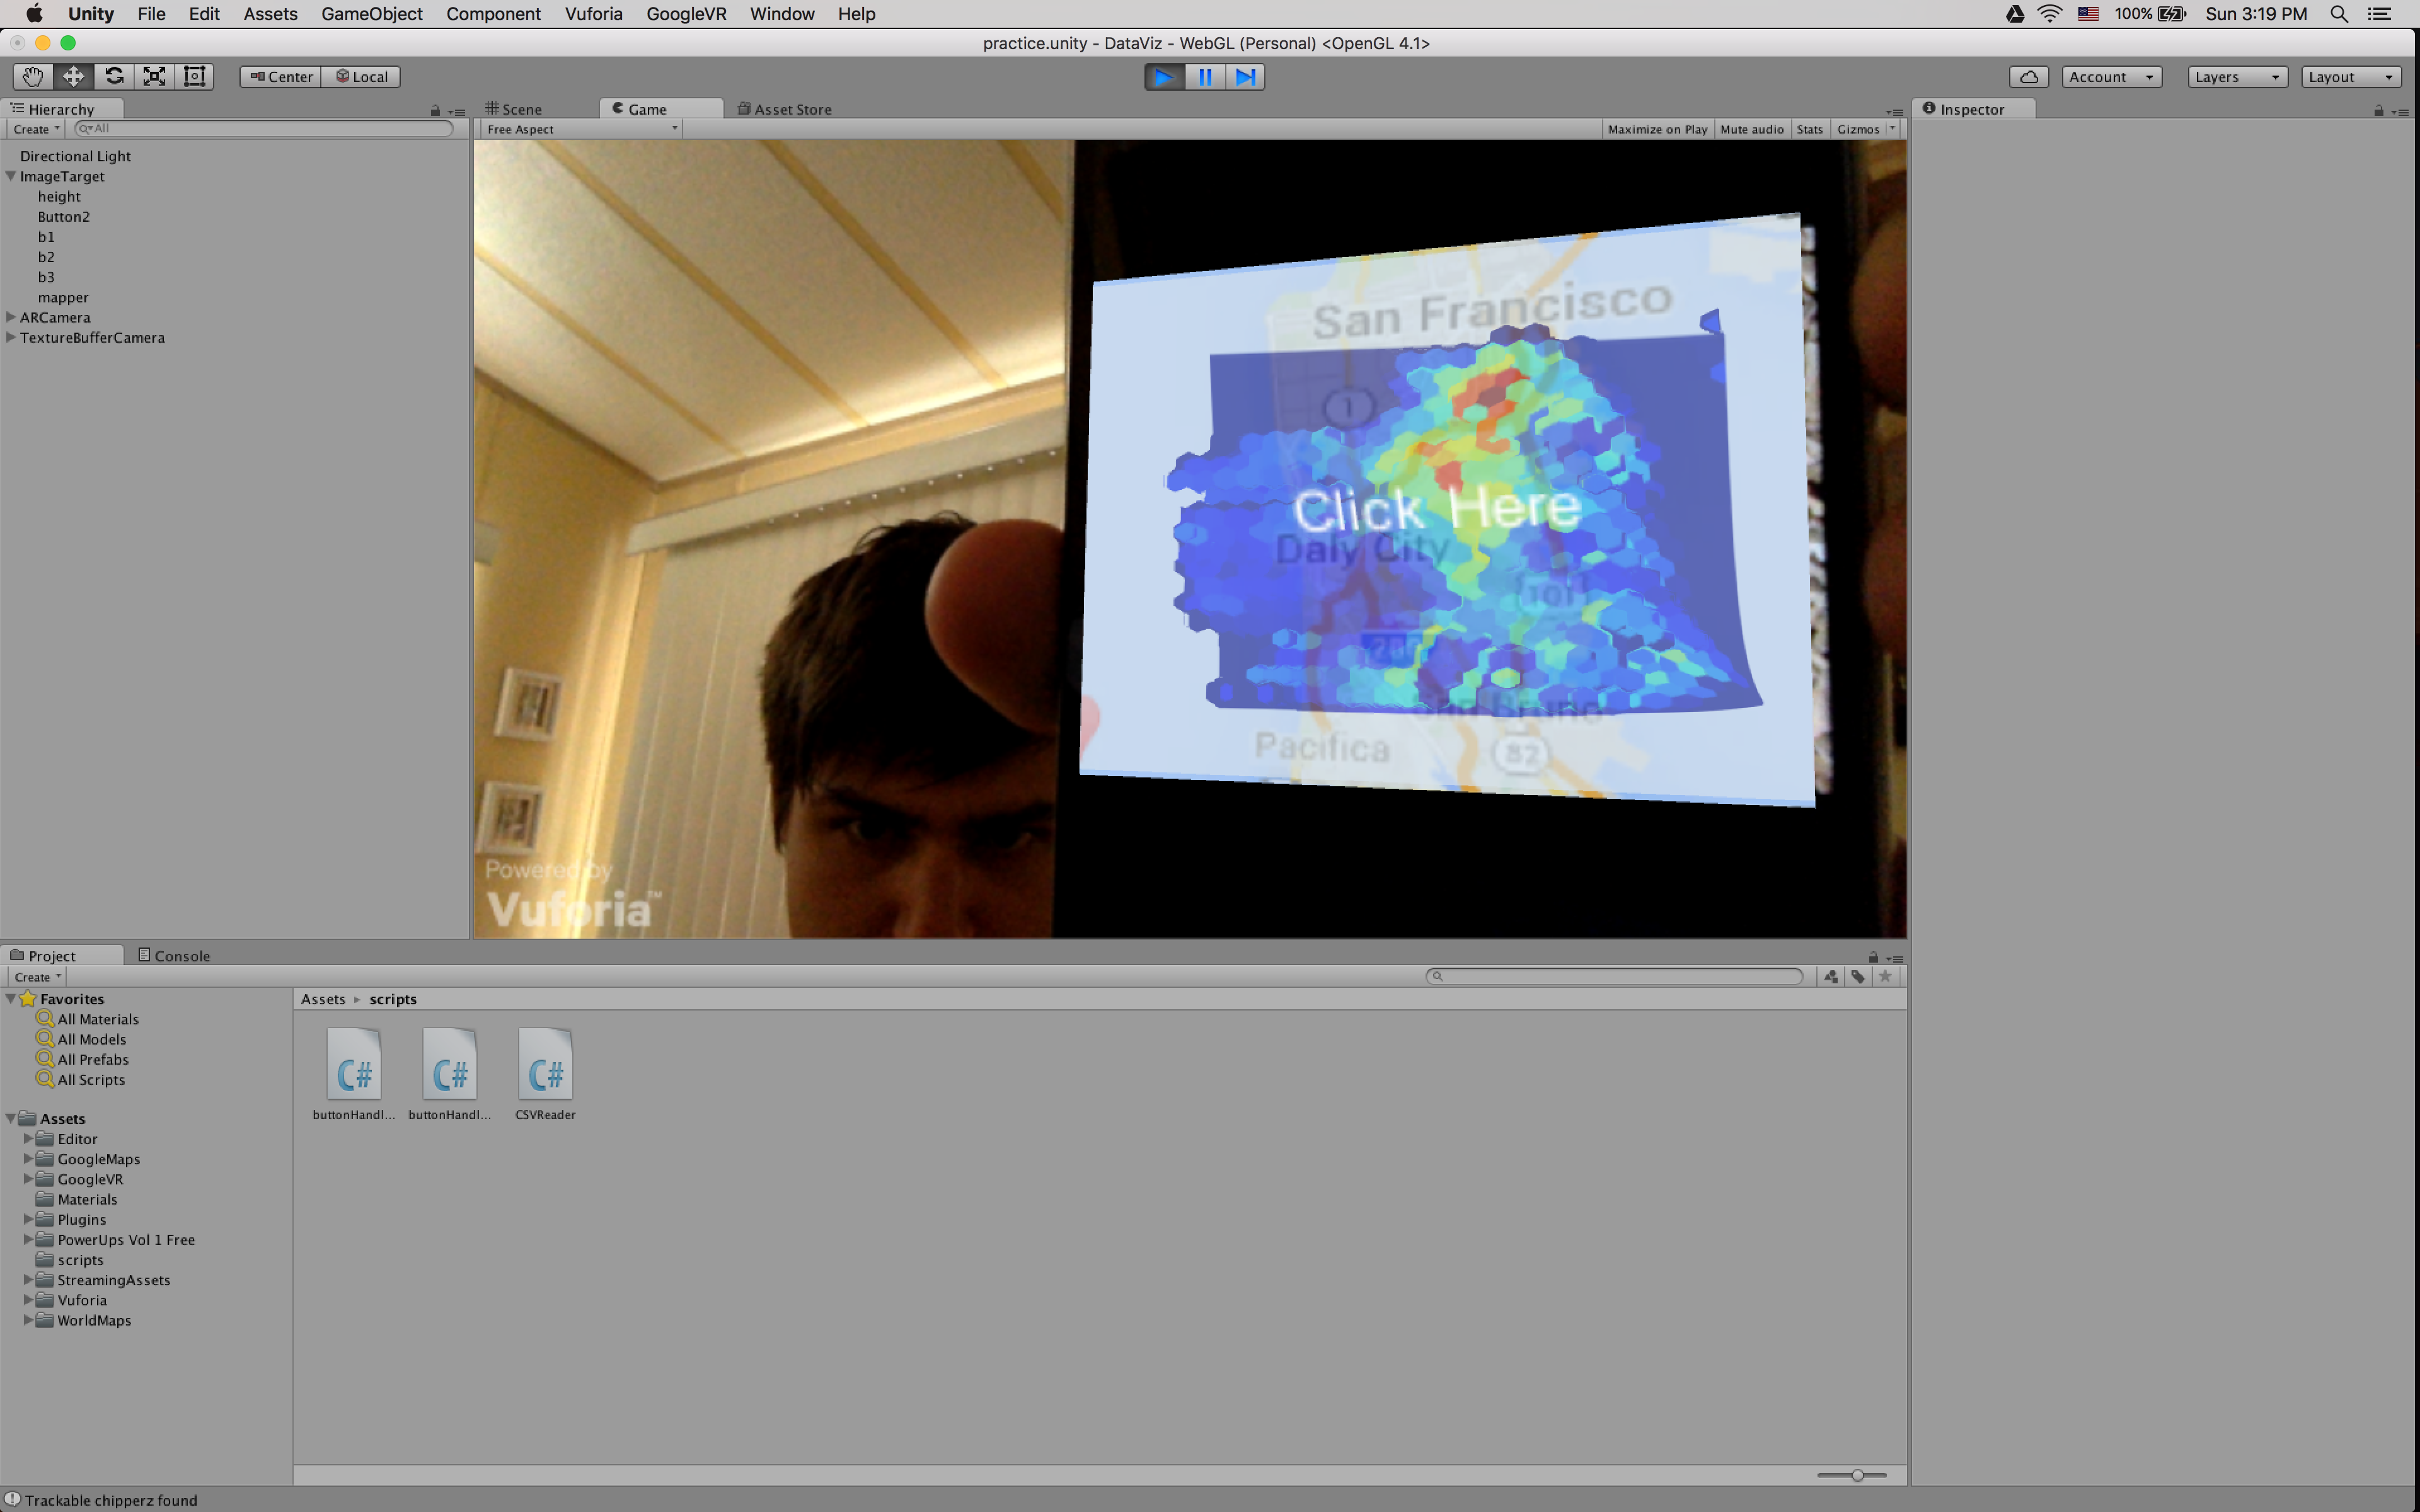 Unity File Edit Assets GameObject Component Vuforia GoogleVR Window Help 100% Sun 3:19 PM
practice.unity - DataViz - WebGL (Personal) <OpenGL 4.1>
Center Local Account Layers Layout
Hierarchy Scene Game Asset Store Inspector
Create All Free Aspect Maximize on Play Mute audio Stats Gizmos
Directional Light
ImageTarget
height
Button2
b1
b2
b3
mapper
ARCamera
TextureBufferCamera
San Francisco
1
Click Here
Daly City
101
San Bruno
Pacifica 82
Powered by
Vuforia™
Project Console
Create
Favorites
All Materials
All Models
All Prefabs
All Scripts
Assets
Editor
GoogleMaps
GoogleVR
Materials
Plugins
PowerUps Vol 1 Free
scripts
StreamingAssets
Vuforia
WorldMaps
Assets scripts
C# C# C#
buttonHandl... buttonHandl... CSVReader
Trackable chipperz found